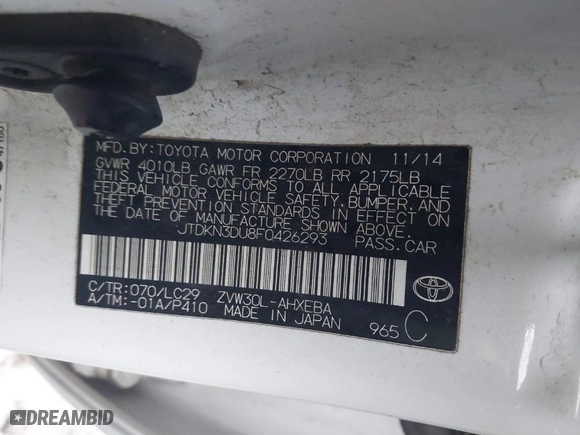 MFD.BY:TOYOTA MOTOR CORPORATION 11/14
GVWR 4010LB GAWR FR 2270LB RR 2175LB
THIS VEHICLE CONFORMS TO ALL APPLICABLE
FEDERAL MOTOR VEHICLE SAFETY, BUMPER, AND
THEFT PREVENTION STANDARDS IN EFFECT ON
THE DATE OF MANUFACTURE SHOWN ABOVE.
JTDKN3DU8F0426293 PASS.CAR
C/TR:070/LC29 ZVW30L-AHXEBA
A/TM:-01A/P410 MADE IN JAPAN 965 C
TOYOTA
DREAMBID